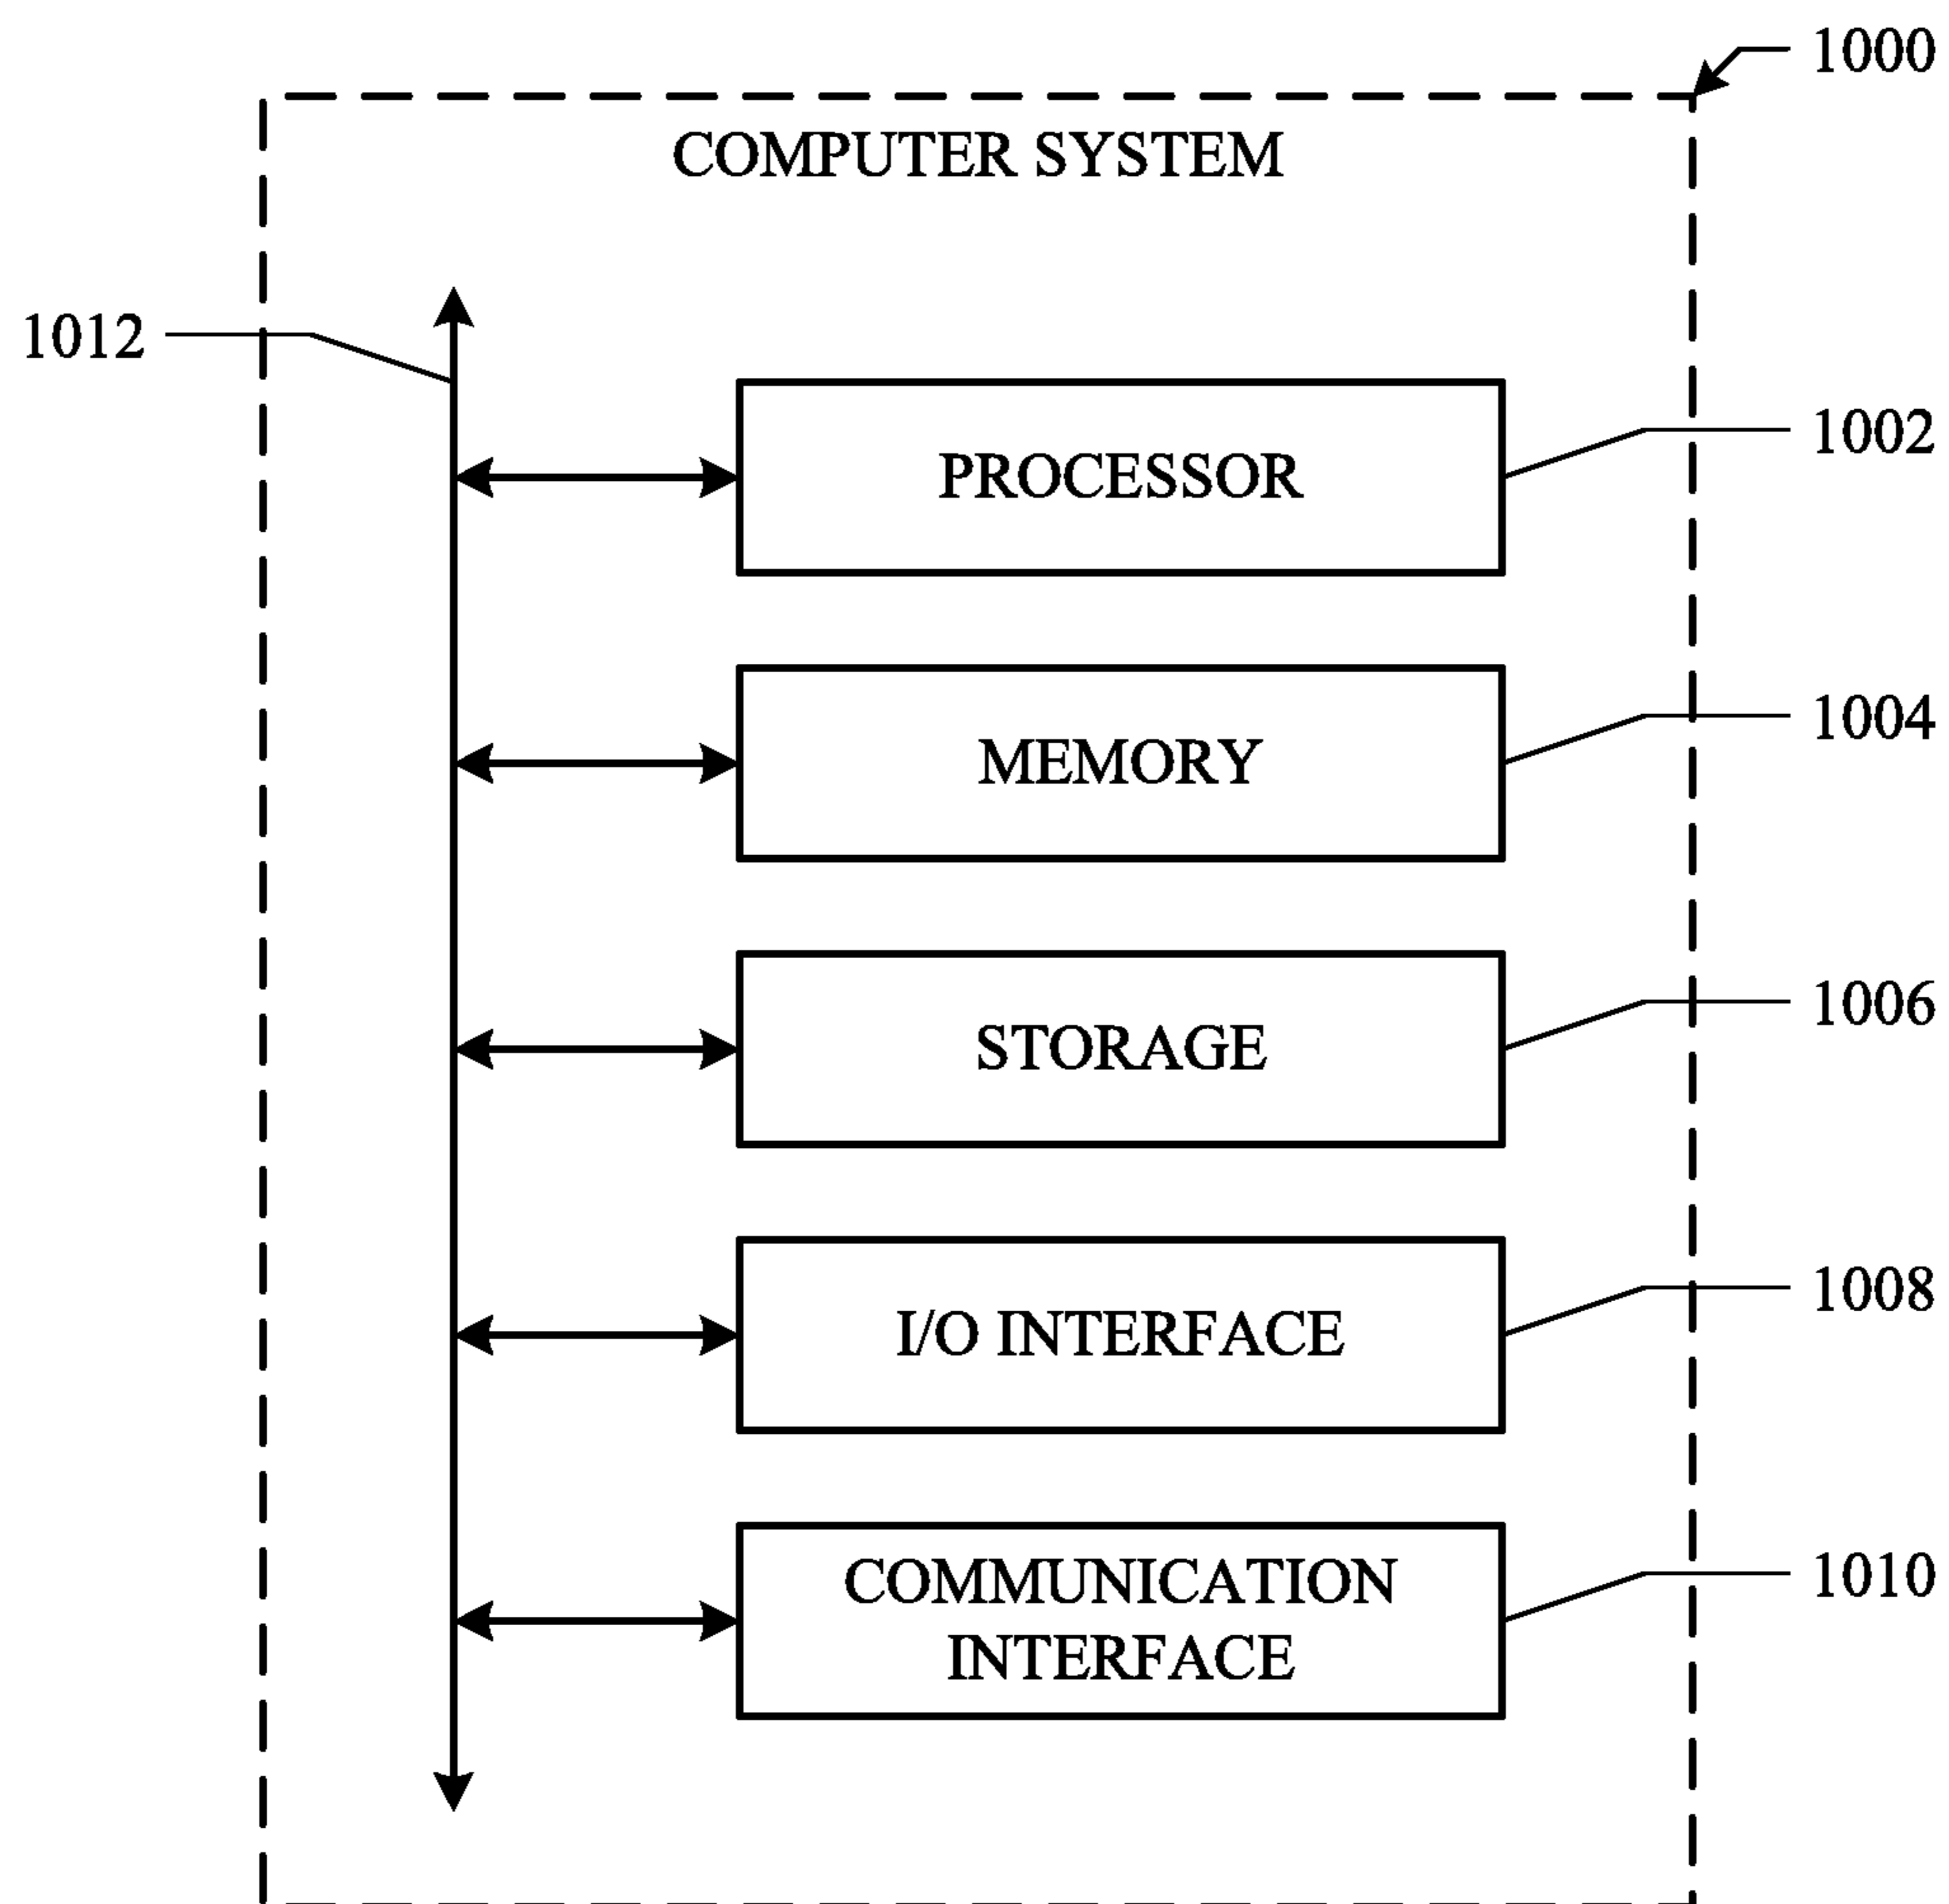 1000
COMPUTER SYSTEM
1012
PROCESSOR
1002
MEMORY
1004
STORAGE
1006
I/O INTERFACE
1008
COMMUNICATION
INTERFACE
1010